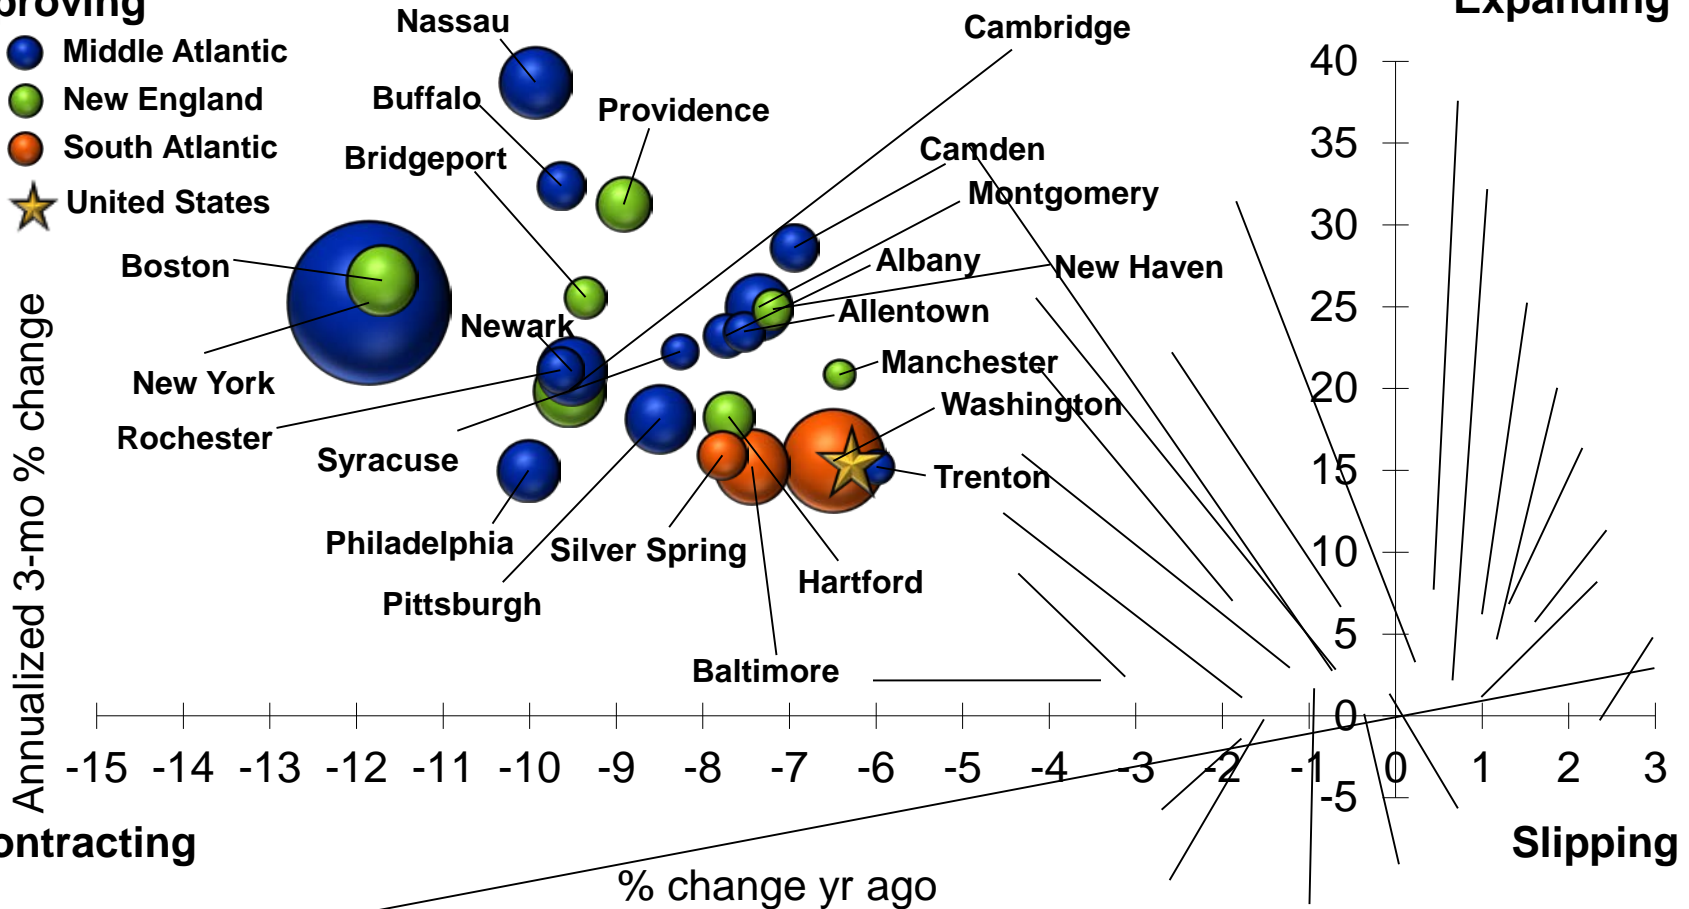 proving
Expanding
Middle Atlantic
New England
South Atlantic
United States
Nassau
Buffalo
Providence
Bridgeport
Cambridge
Camden
Montgomery
Albany
New Haven
Allentown
Manchester
Washington
Trenton
Boston
Newark
New York
Rochester
Syracuse
Philadelphia
Silver Spring
Pittsburgh
Hartford
Baltimore
Annualized 3-mo % change
40
35
30
25
20
15
10
5
0
-5
-15 -14 -13 -12 -11 -10 -9 -8 -7 -6 -5 -4 -3 -2 -1 0 1 2 3
ontracting
Slipping
% change yr ago